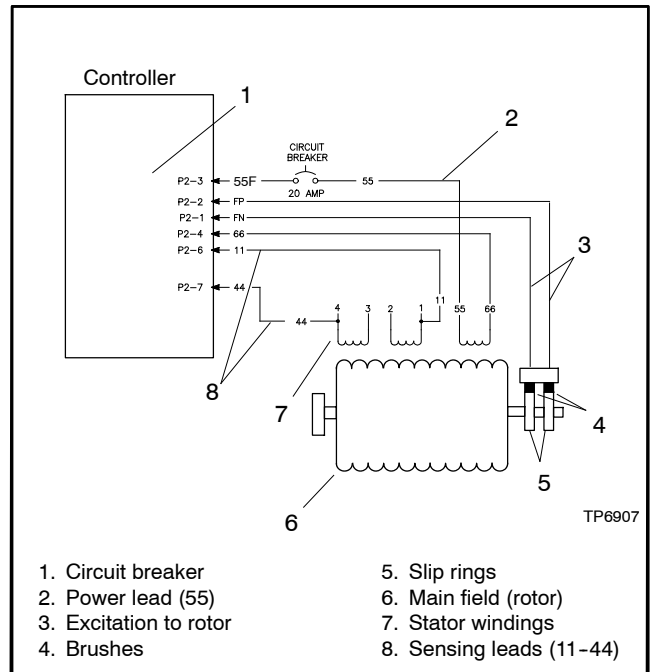 Controller
1
2
CIRCUIT
BREAKER
P2-3 55F 55
20 AMP
P2-2 FP
P2-1 FN
P2-4 66
P2-6 11
3
P2-7 44
11 55 66
4 3 2 1
44
8
7
4
5
6
TP6907
1. Circuit breaker
2. Power lead (55)
3. Excitation to rotor
4. Brushes
5. Slip rings
6. Main field (rotor)
7. Stator windings
8. Sensing leads (11-44)